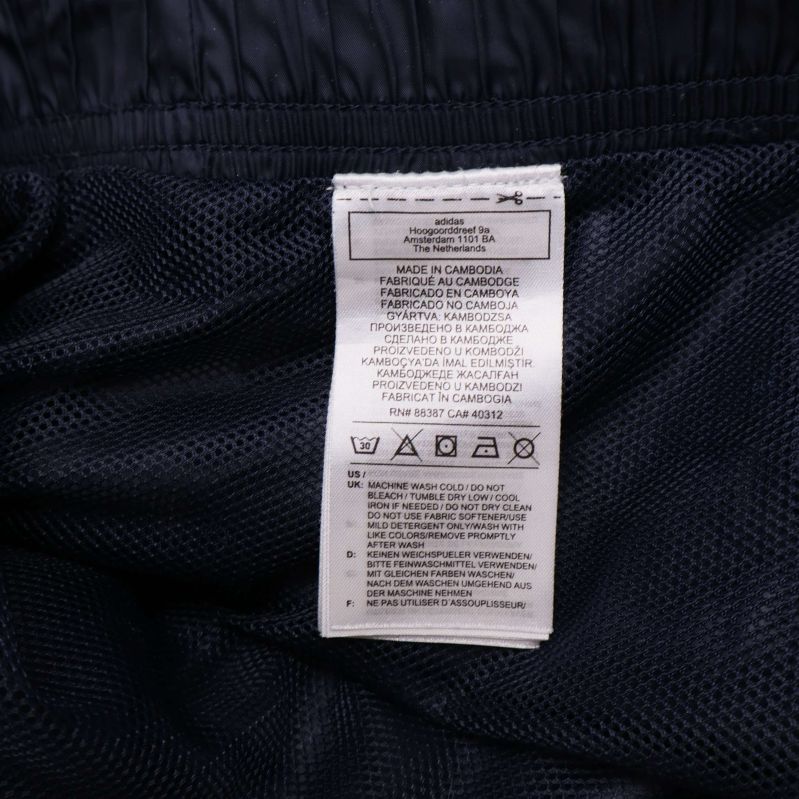 adidas
Hoogoorddreef 9a
Amsterdam 1101 BA
The Netherlands
MADE IN CAMBODIA
FABRIQUÉ AU CAMBODGE
FABRICADO EN CAMBOYA
FABRICADO NO CAMBOJA
GYÁRTVA: KAMBODZSA
ПРОИЗВЕДЕНО В КАМБОДЖА
СДЕЛАНО В КАМБОДЖЕ
PROIZVEDENO U KOMBODŽI
KAMBOÇYA'DA İMAL EDİLMİŞTİR
КАМБОДЖЕДЕ ЖАСАЛҒАН
PROIZVEDENO U KAMBODZI
FABRICAT ÎN CAMBOGIA
RN# 88387 CA# 40312
30
US /
UK: MACHINE WASH COLD / DO NOT
BLEACH / TUMBLE DRY LOW / COOL
IRON IF NEEDED / DO NOT DRY CLEAN
DO NOT USE FABRIC SOFTENER/USE
MILD DETERGENT ONLY/WASH WITH
LIKE COLORS/REMOVE PROMPTLY
AFTER WASH
D: KEINEN WEICHSPUELER VERWENDEN/
BITTE FEINWASCHMITTEL VERWENDEN/
MIT GLEICHEN FARBEN WASCHEN/
NACH DEM WASCHEN UMGEHEND AUS
DER MASCHINE NEHMEN
F: NE PAS UTILISER D'ASSOUPLISSEUR/